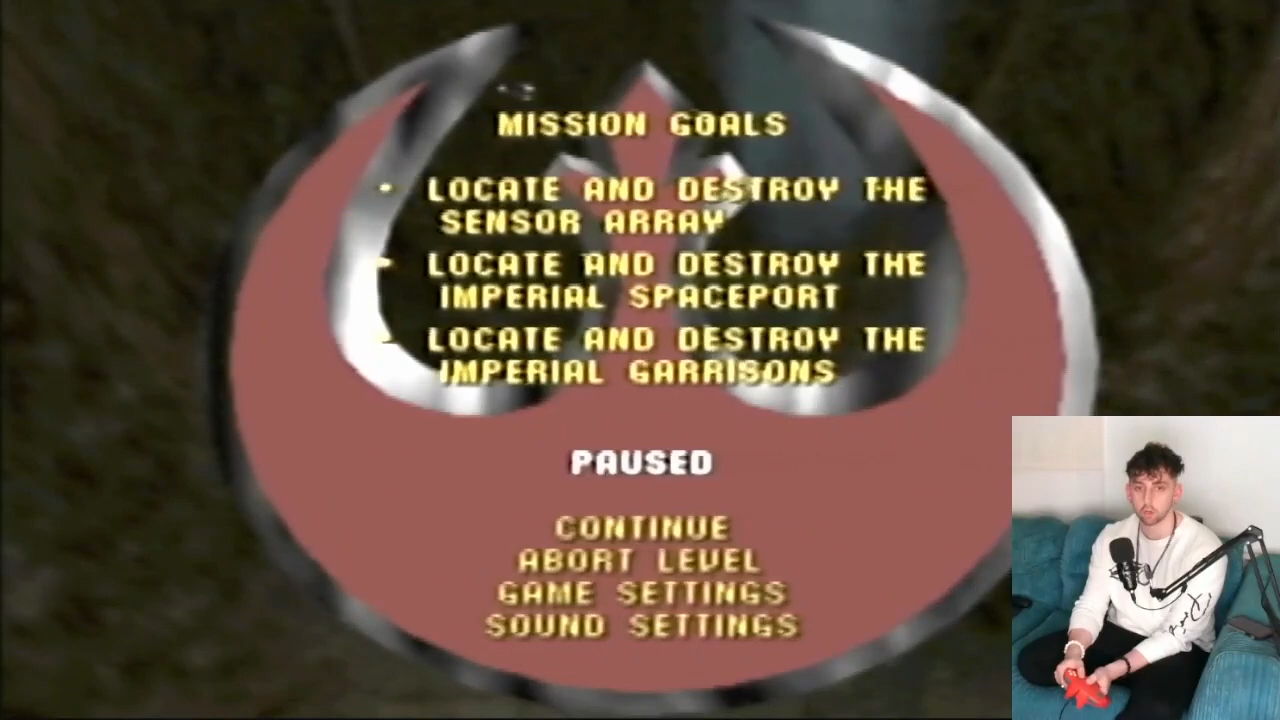 MISSION GOALS
• LOCATE AND DESTROY THE
SENSOR ARRAY
• LOCATE AND DESTROY THE
IMPERIAL SPACEPORT
• LOCATE AND DESTROY THE
IMPERIAL GARRISONS
PAUSED
CONTINUE
ABORT LEVEL
GAME SETTINGS
SOUND SETTINGS